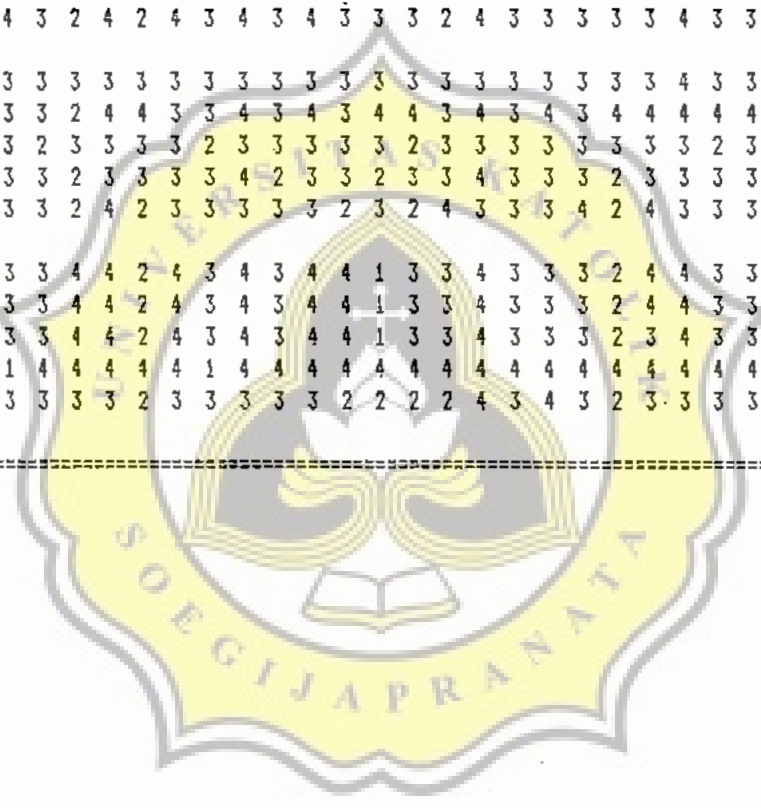 4 3 2 4 2 4 3 4 3 4 3 3 3 2 4 3 3 3 3 3 4 3 3
3 3 3 3 3 3 3 3 3 3 3 3 3 3 3 3 3 3 3 3 4 3 3
3 3 2 4 4 3 3 4 3 4 3 4 4 3 4 3 4 3 4 4 4 4 4
3 2 3 3 3 3 2 3 3 3 3 3 2 3 3 3 3 3 3 3 3 2 3
3 3 2 3 3 3 3 4 2 3 3 2 3 3 4 3 3 3 2 3 3 3 3
3 3 2 4 2 3 3 3 3 3 2 3 2 4 3 3 3 4 2 4 3 3 3
3 3 4 4 2 4 3 4 3 4 4 1 3 3 4 3 3 3 2 4 4 3 3
3 3 4 4 2 4 3 4 3 4 4 1 3 3 4 3 3 3 2 4 4 3 3
3 3 4 4 2 4 3 4 3 4 4 1 3 3 4 3 3 3 2 3 4 3 3
1 4 4 4 4 4 1 4 4 4 4 4 4 4 4 4 4 4 4 4 4 4 4
3 3 3 3 2 3 3 3 3 3 2 2 2 2 4 3 4 3 2 3 3 3 3
UNIVERSITAS KATOLIK
SOEGIJAPRANATA